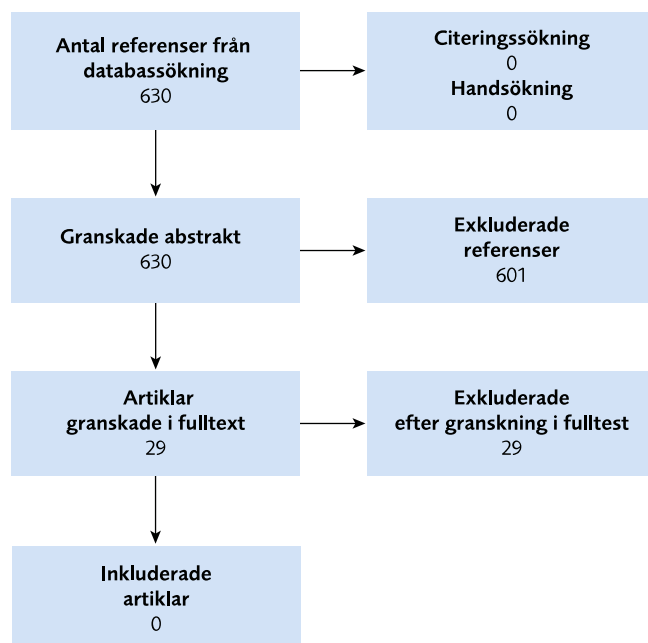 Antal referenser från
databassökning
630
Citeringssökning
0
Handsökning
0
Granskade abstrakt
630
Exkluderade
referenser
601
Artiklar
granskade i fulltext
29
Exkluderade
efter granskning i fulltest
29
Inkluderade
artiklar
0